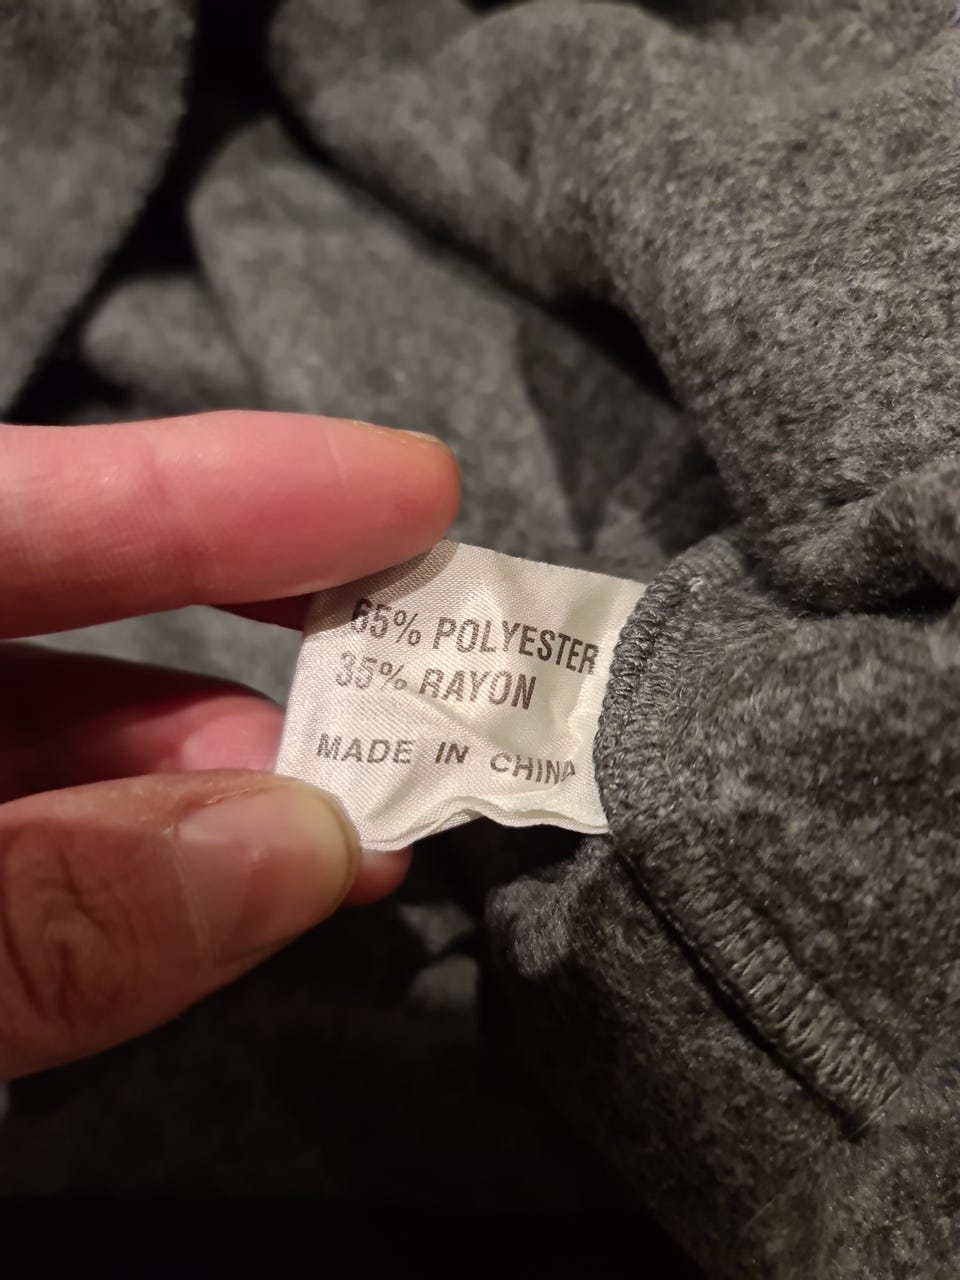 65% POLYESTER
35% RAYON
MADE IN CHINA